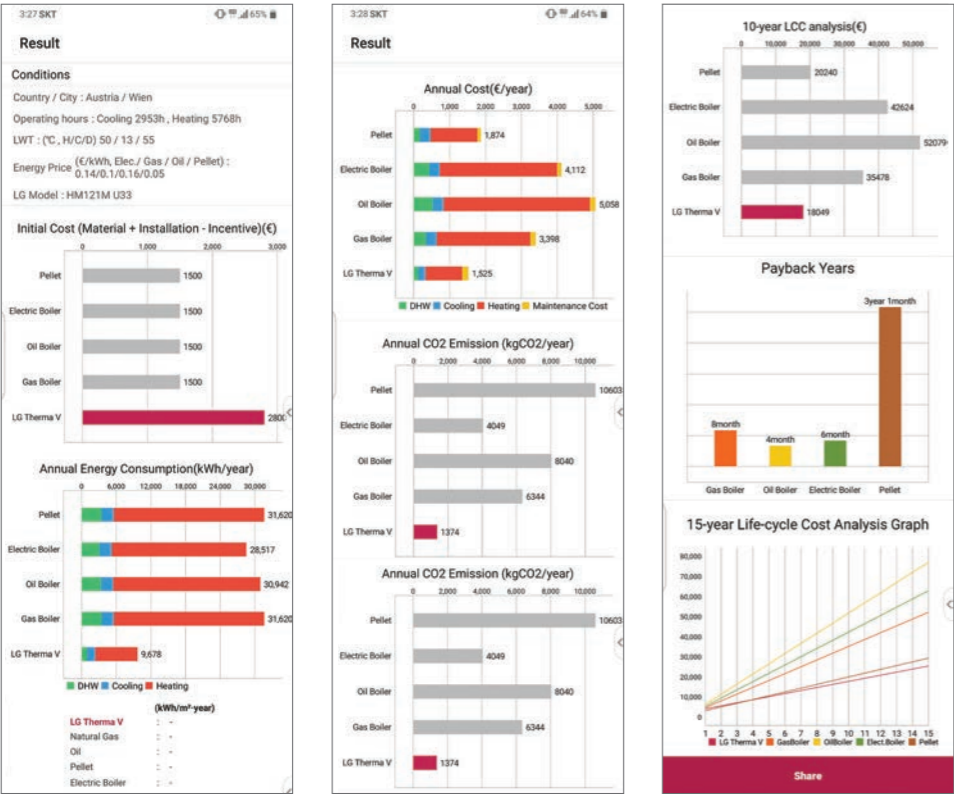 3:27 SKT
65%
Result
Conditions
Country / City : Austria / Wien
Operating hours : Cooling 2953h , Heating 5768h
LWT : (℃ , H/C/D) 50 / 13 / 55
Energy Price (€/kWh, Elec./ Gas / Oil / Pellet) :
0.14/0.1/0.16/0.05
LG Model : HM121M U33
Initial Cost (Material + Installation - Incentive)(€)
0 1,000 2,000 3,000
Pellet 1500
Electric Boiler 1500
Oil Boiler 1500
Gas Boiler 1500
LG Therma V 2800
Annual Energy Consumption(kWh/year)
0 6,000 12,000 18,000 24,000 30,000
Pellet 31,620
Electric Boiler 28,517
Oil Boiler 30,942
Gas Boiler 31,620
LG Therma V 9,678
DHW Cooling Heating
(kWh/m²·year)
LG Therma V : -
Natural Gas : -
Oil : -
Pellet : -
Electric Boiler : -
3:28 SKT
64%
Result
Annual Cost(€/year)
0 1,000 2,000 3,000 4,000 5,000
Pellet 1,874
Electric Boiler 4,112
Oil Boiler 5,058
Gas Boiler 3,398
LG Therma V 1,525
DHW Cooling Heating Maintenance Cost
Annual CO2 Emission (kgCO2/year)
0 2,000 4,000 6,000 8,000 10,000
Pellet 10603
Electric Boiler 4049
Oil Boiler 8040
Gas Boiler 6344
LG Therma V 1374
Annual CO2 Emission (kgCO2/year)
0 2,000 4,000 6,000 8,000 10,000
Pellet 10603
Electric Boiler 4049
Oil Boiler 8040
Gas Boiler 6344
LG Therma V 1374
10-year LCC analysis(€)
0 10,000 20,000 30,000 40,000 50,000
Pellet 20240
Electric Boiler 42624
Oil Boiler 52079
Gas Boiler 35478
LG Therma V 18049
Payback Years
3year 1month
8month
4month
6month
Gas Boiler Oil Boiler Electric Boiler Pellet
15-year Life-cycle Cost Analysis Graph
80,000
70,000
60,000
50,000
40,000
30,000
20,000
10,000
0
1 2 3 4 5 6 7 8 9 10 11 12 13 14 15
LG Therma V GasBoiler OilBoiler Elect.Boiler Pellet
Share